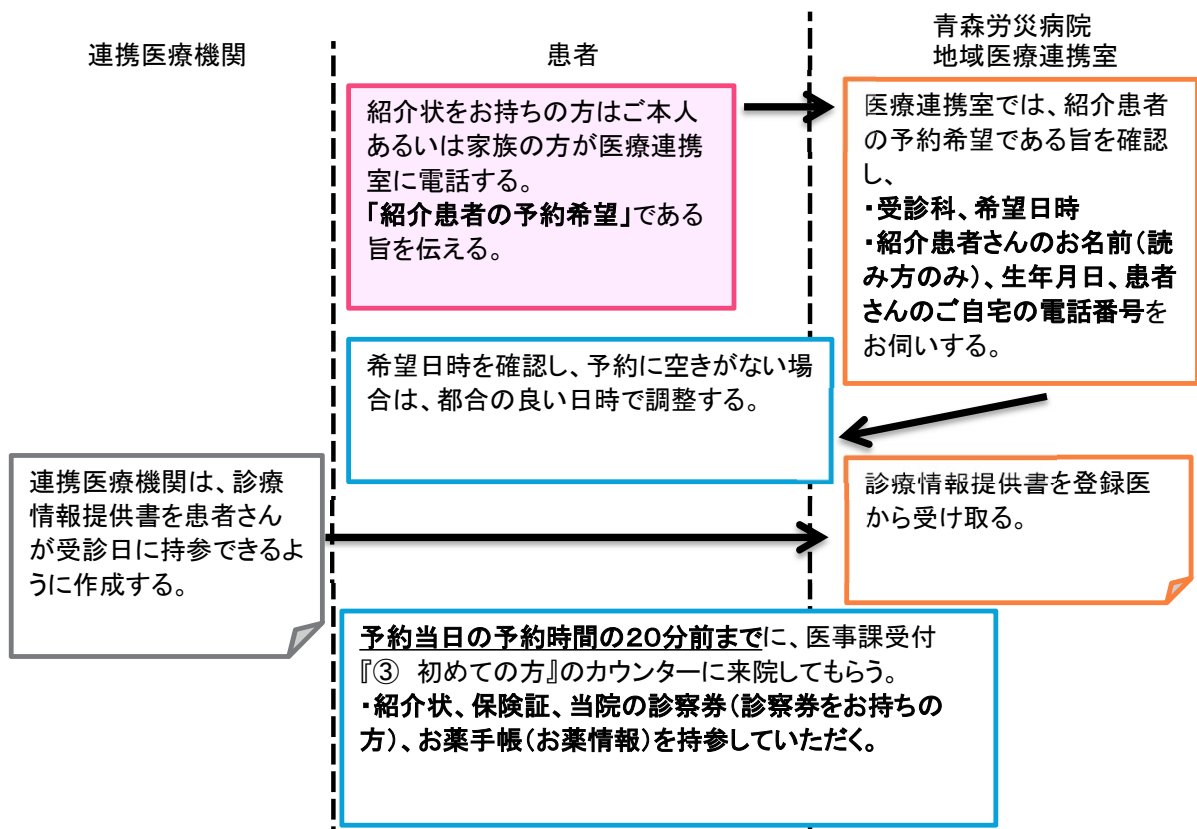 連携医療機関
患者
青森労災病院
地域医療連携室
紹介状をお持ちの方はご本人
あるいは家族の方が医療連携
室に電話する。
「紹介患者の予約希望」である
旨を伝える。
医療連携室では、紹介患者
の予約希望である旨を確認
し、
・受診科、希望日時
・紹介患者さんのお名前（読
み方のみ）、生年月日、患者
さんのご自宅の電話番号を
お伺いする。
希望日時を確認し、予約に空きがない場
合は、都合の良い日時で調整する。
連携医療機関は、診療
情報提供書を患者さん
が受診日に持参できるよ
うに作成する。
診療情報提供書を登録医
から受け取る。
予約当日の予約時間の２０分前までに、医事課受付
『③　初めての方』のカウンターに来院してもらう。
・紹介状、保険証、当院の診察券（診察券をお持ちの
方）、お薬手帳（お薬情報）を持参していただく。